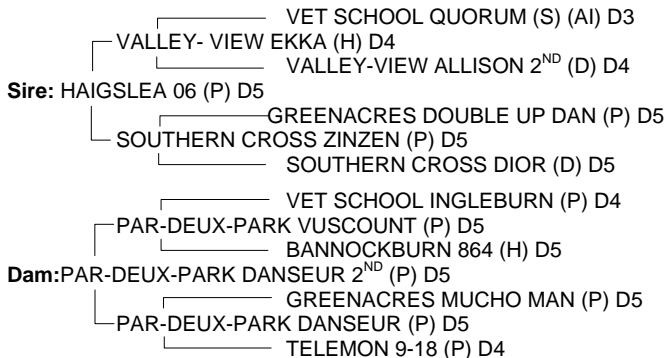 VET SCHOOL QUORUM (S) (AI) D3
VALLEY- VIEW EKKA (H) D4
VALLEY-VIEW ALLISON 2ND (D) D4
Sire: HAIGSLEA 06 (P) D5
GREENACRES DOUBLE UP DAN (P) D5
SOUTHERN CROSS ZINZEN (P) D5
SOUTHERN CROSS DIOR (D) D5
VET SCHOOL INGLEBURN (P) D4
PAR-DEUX-PARK VUSCOUNT (P) D5
BANNOCKBURN 864 (H) D5
Dam:PAR-DEUX-PARK DANSEUR 2ND (P) D5
GREENACRES MUCHO MAN (P) D5
PAR-DEUX-PARK DANSEUR (P) D5
TELEMON 9-18 (P) D4